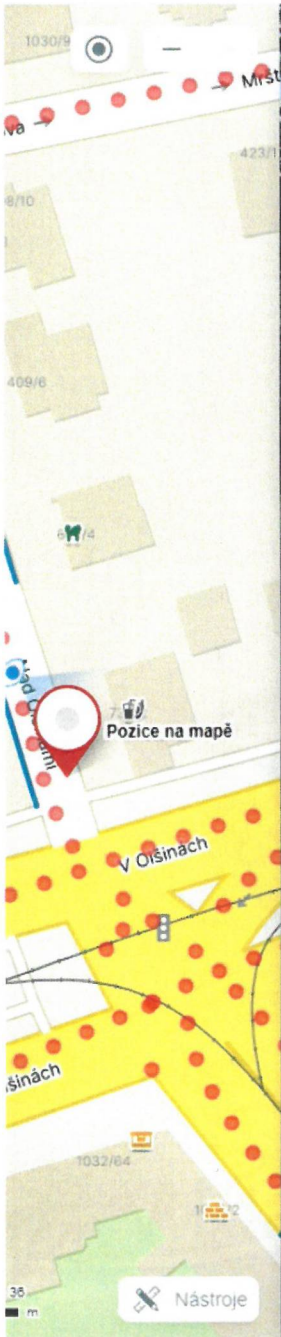 1030/9
va →
→ Mršt
423/1
8/10
409/6
/4
Pozice na mapě
V Olšinách
šinách
1032/64
36
m
Nástroje